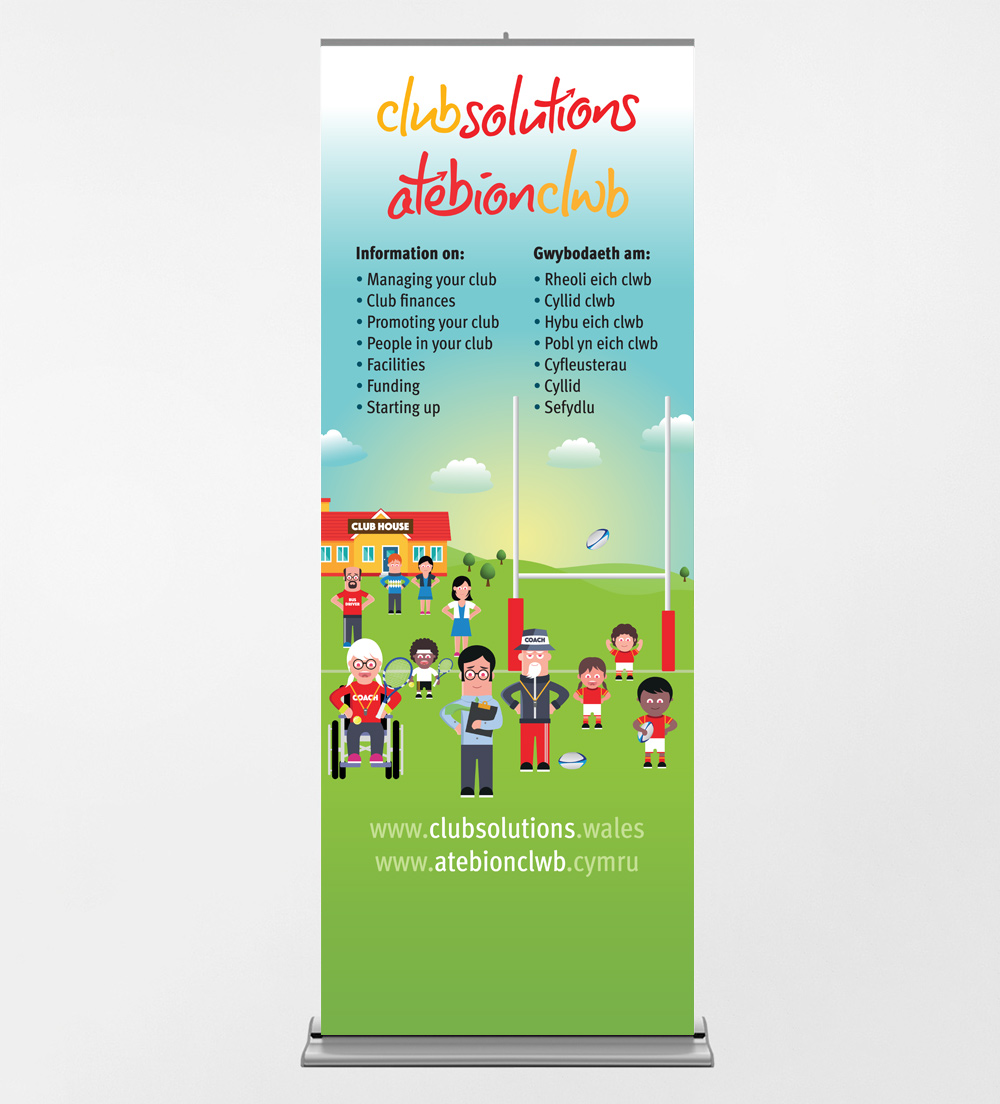 clubsolutions
atebionclwb
Information on:
• Managing your club
• Club finances
• Promoting your club
• People in your club
• Facilities
• Funding
• Starting up
Gwybodaeth am:
• Rheoli eich clwb
• Cyllid clwb
• Hybu eich clwb
• Pobl yn eich clwb
• Cyfleusterau
• Cyllid
• Sefydlu
CLUB HOUSE
BUS
DRIVER
COACH
COACH
www.clubsolutions.wales
www.atebionclwb.cymru